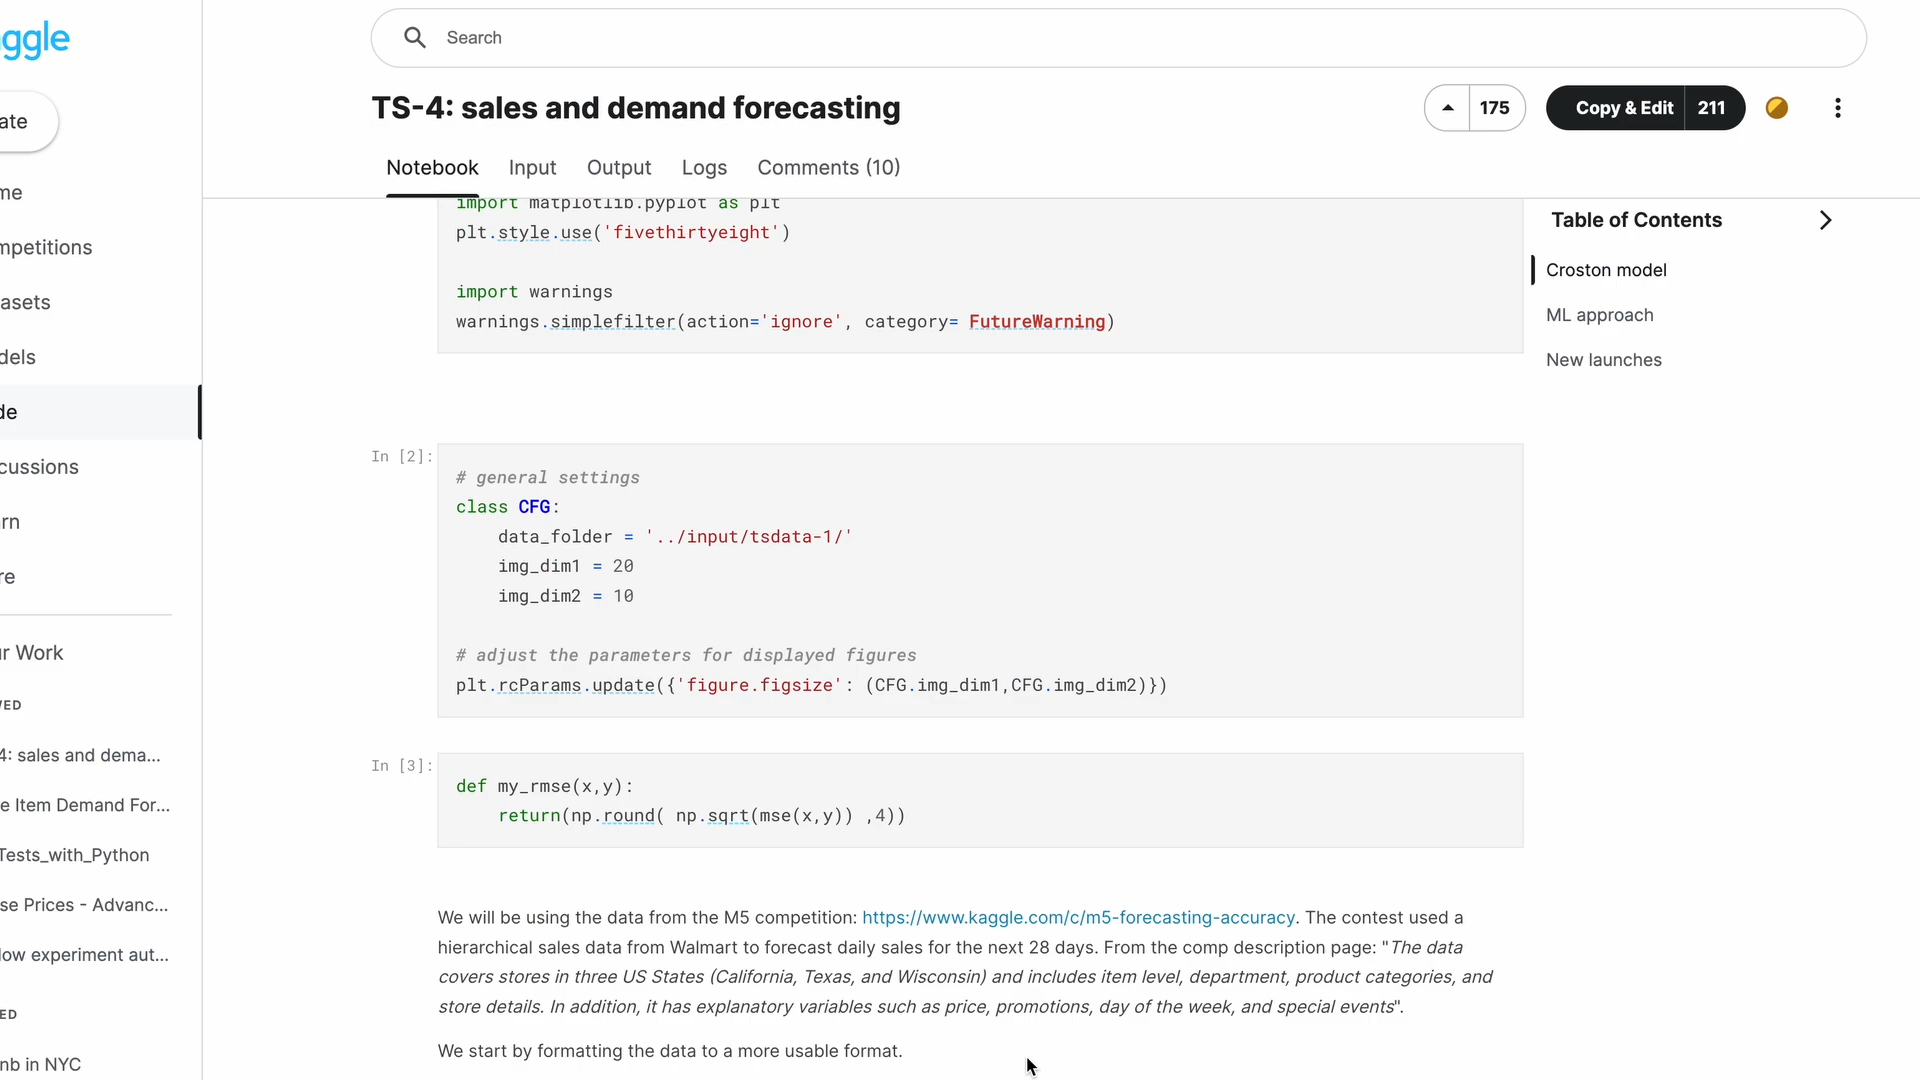 ggle
Search
TS-4: sales and demand forecasting
175
Copy & Edit 211
ate
Notebook Input Output Logs Comments (10)
me
mpetitions
asets
dels
de
cussions
rn
re
r Work
VED
4: sales and dema...
e Item Demand For...
Tests_with_Python
se Prices - Advanc...
low experiment aut...
ED
nb in NYC
import matplotlib.pyplot as plt
plt.style.use('fivethirtyeight')
import warnings
warnings.simplefilter(action='ignore', category= FutureWarning)
In [2]:
# general settings
class CFG:
data_folder = '../input/tsdata-1/'
img_dim1 = 20
img_dim2 = 10
# adjust the parameters for displayed figures
plt.rcParams.update({'figure.figsize': (CFG.img_dim1,CFG.img_dim2)})
In [3]:
def my_rmse(x,y):
return(np.round( np.sqrt(mse(x,y)) ,4))
We will be using the data from the M5 competition: https://www.kaggle.com/c/m5-forecasting-accuracy. The contest used a
hierarchical sales data from Walmart to forecast daily sales for the next 28 days. From the comp description page: "The data
covers stores in three US States (California, Texas, and Wisconsin) and includes item level, department, product categories, and
store details. In addition, it has explanatory variables such as price, promotions, day of the week, and special events".
We start by formatting the data to a more usable format.
Table of Contents
Croston model
ML approach
New launches